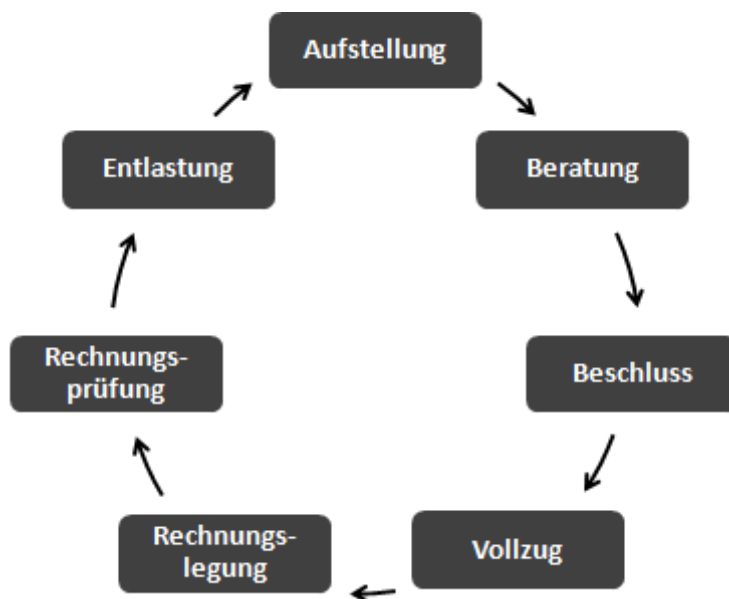 Aufstellung
Beratung
Beschluss
Vollzug
Rechnungs-
legung
Rechnungs-
prüfung
Entlastung